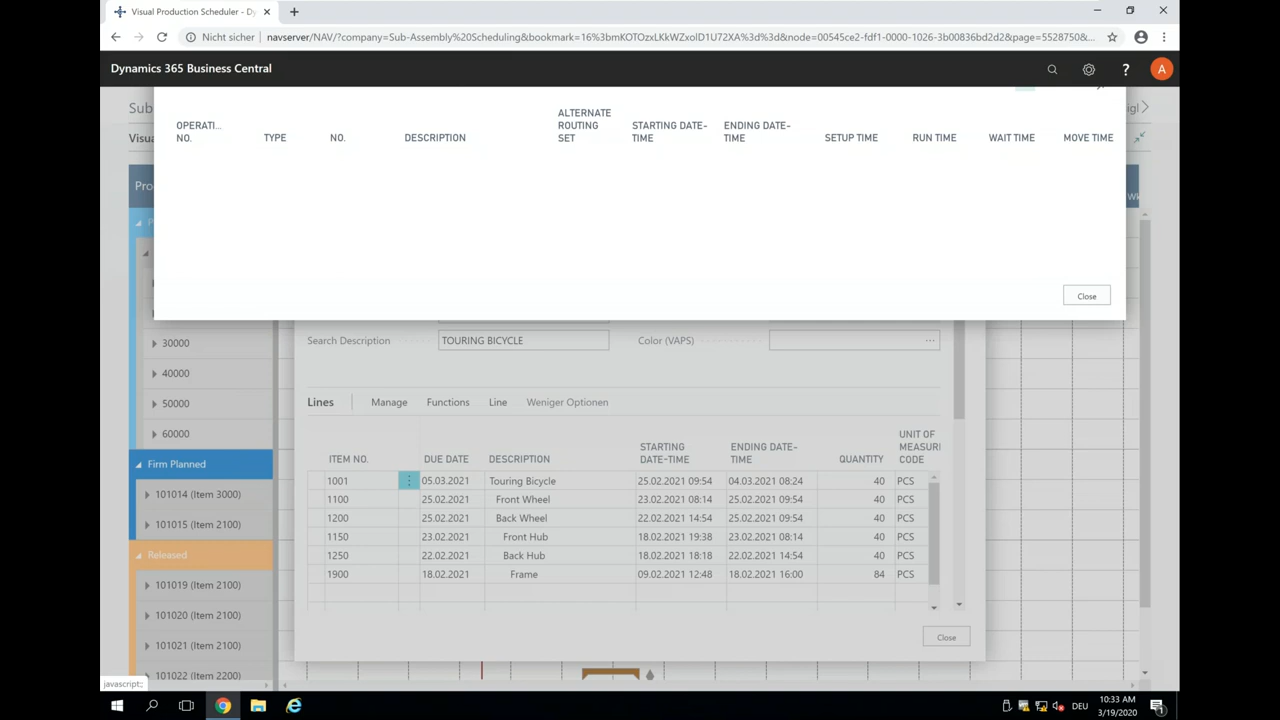 Visual Production Scheduler - Dy
Nicht sicher
navserver/NAV/?company=Sub-Assembly%20Scheduling&bookmark=16%3bmKOTOzxLKkWZxolD1U72XA%3d%3d&node=00545ce2-fdf1-0000-1026-3b00836bd2d2&page=5528750&...
Dynamics 365 Business Central
?
A
Sub
igl
Visua
Pro
Wk
P
OPERATI...
NO.
TYPE
NO.
DESCRIPTION
ALTERNATE
ROUTING
SET
STARTING DATE-
TIME
ENDING DATE-
TIME
SETUP TIME
RUN TIME
WAIT TIME
MOVE TIME
Close
30000
40000
50000
60000
Firm Planned
101014 (Item 3000)
101015 (Item 2100)
Released
101019 (Item 2100)
101020 (Item 2100)
101021 (Item 2100)
101022 (Item 2200)
Search Description
TOURING BICYCLE
Color (VAPS)
...
Lines
Manage
Functions
Line
Weniger Optionen
ITEM NO.
DUE DATE
DESCRIPTION
STARTING
DATE-TIME
ENDING DATE-
TIME
QUANTITY
UNIT OF
MEASURE
CODE
1001 05.03.2021 Touring Bicycle 25.02.2021 09:54 04.03.2021 08:24 40 PCS
1100 25.02.2021 Front Wheel 23.02.2021 08:14 25.02.2021 09:54 40 PCS
1200 25.02.2021 Back Wheel 22.02.2021 14:54 25.02.2021 09:54 40 PCS
1150 23.02.2021 Front Hub 18.02.2021 19:38 23.02.2021 08:14 40 PCS
1250 22.02.2021 Back Hub 18.02.2021 18:18 22.02.2021 14:54 40 PCS
1900 18.02.2021 Frame 09.02.2021 12:48 18.02.2021 16:00 84 PCS
Close
javascript:;
DEU
10:33 AM
3/19/2020
1